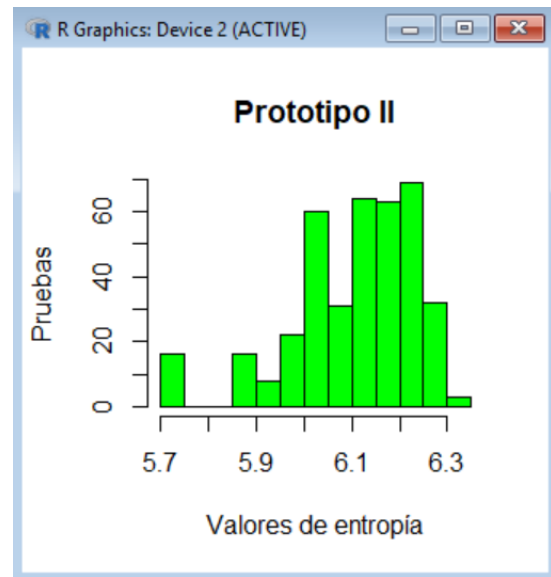 R Graphics: Device 2 (ACTIVE)
Prototipo II
Pruebas
60
40
20
0
5.7 5.9 6.1 6.3
Valores de entropía